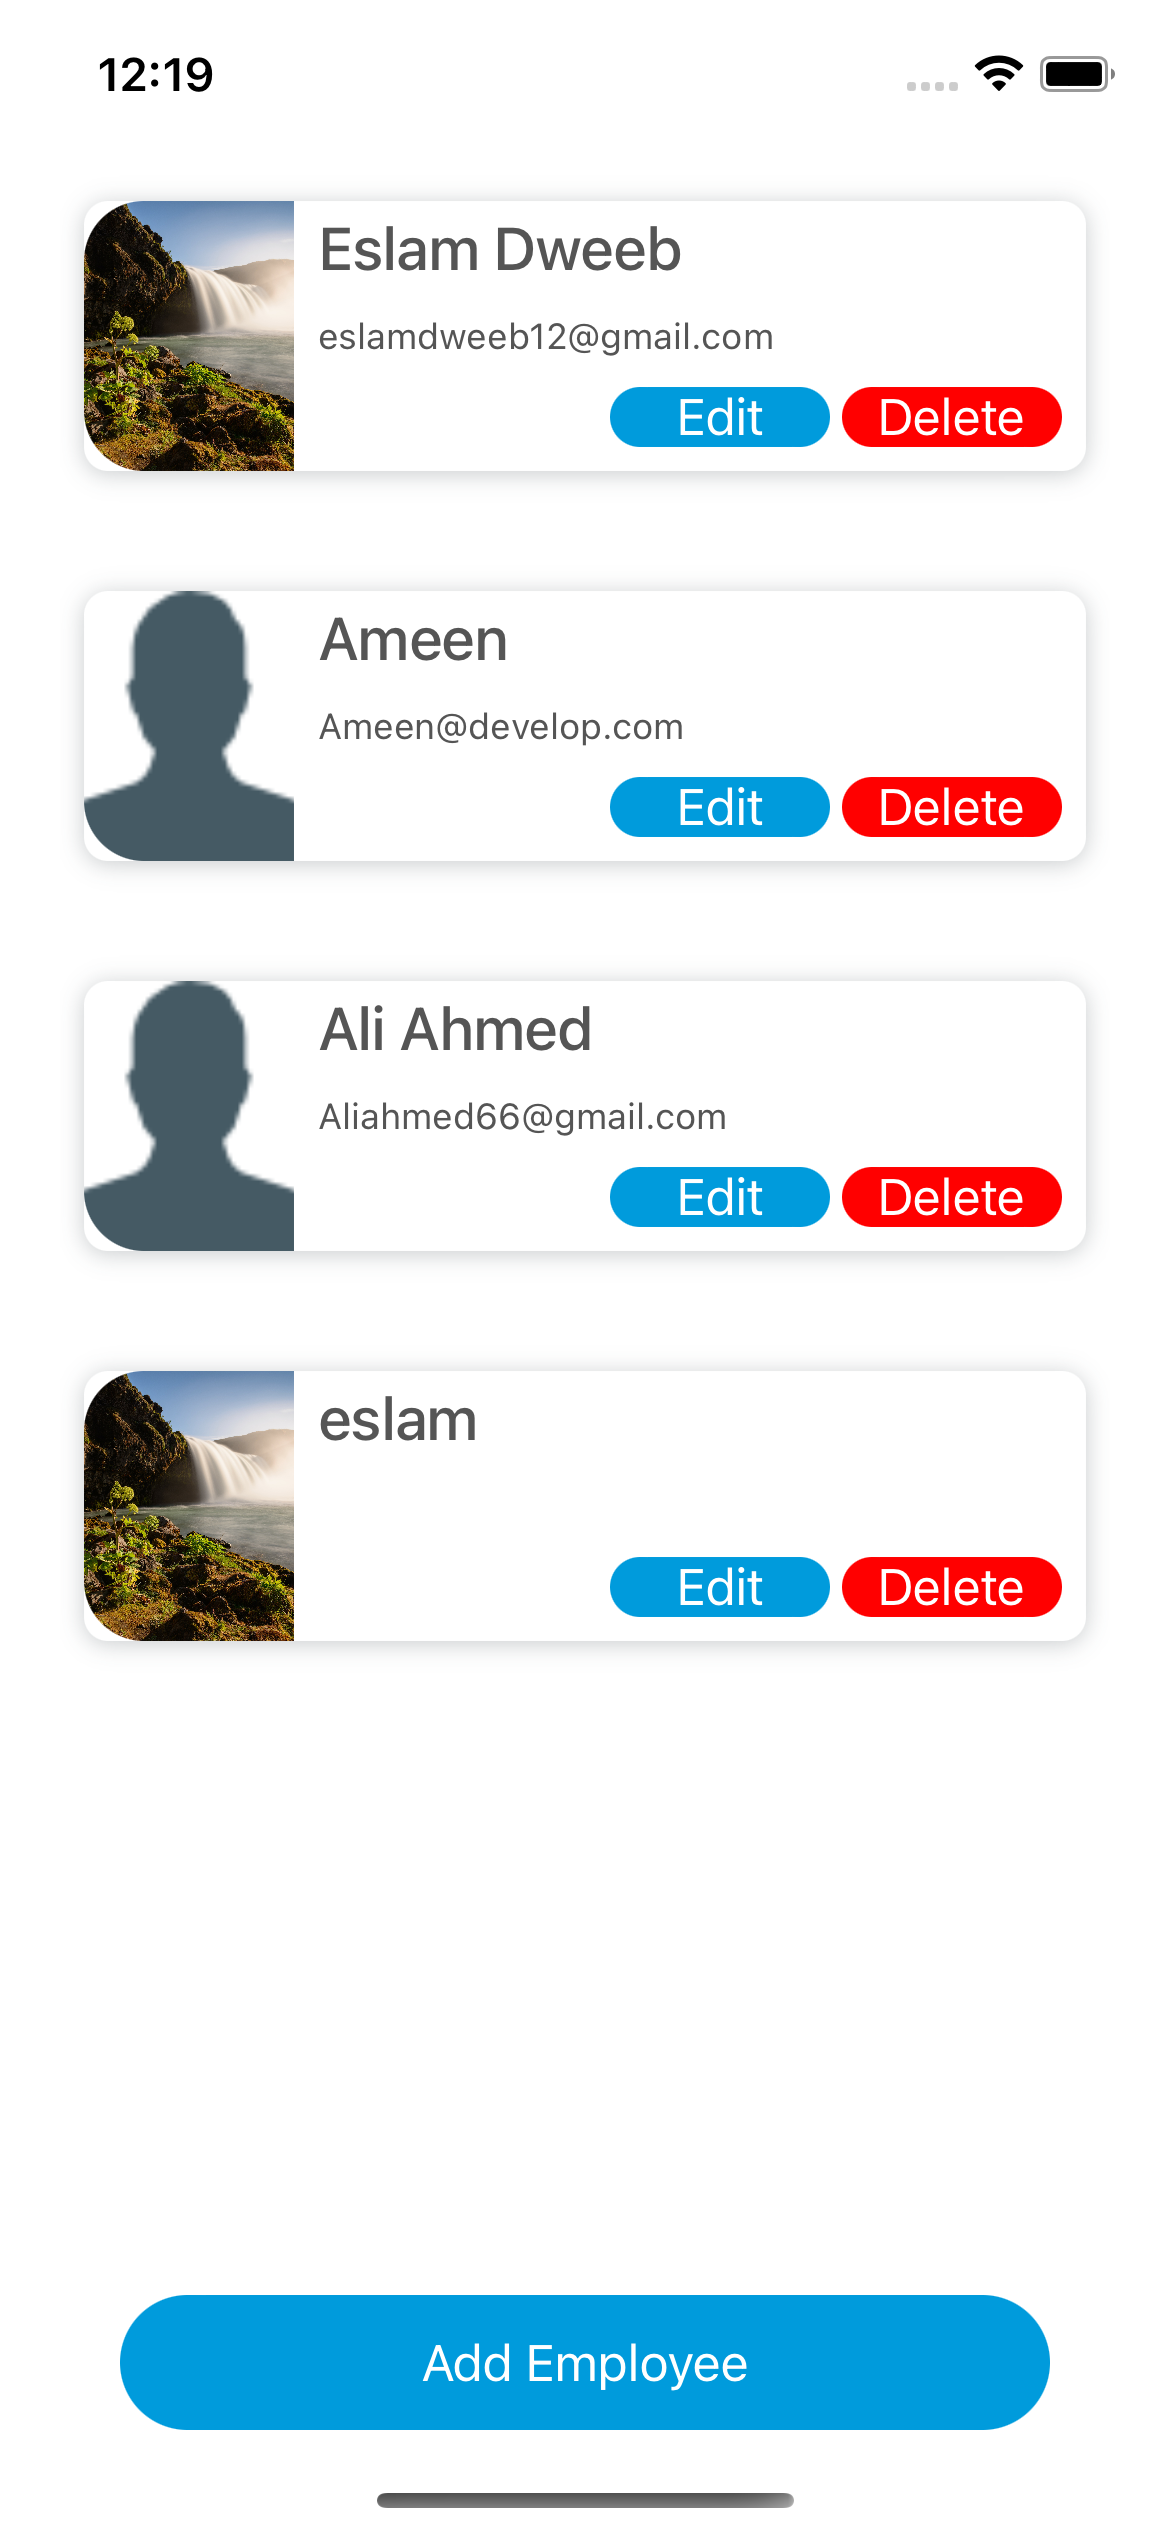 12:19
Eslam Dweeb
eslamdweeb12@gmail.com
Edit Delete
Ameen
Ameen@develop.com
Edit Delete
Ali Ahmed
Aliahmed66@gmail.com
Edit Delete
eslam
Edit Delete
Add Employee